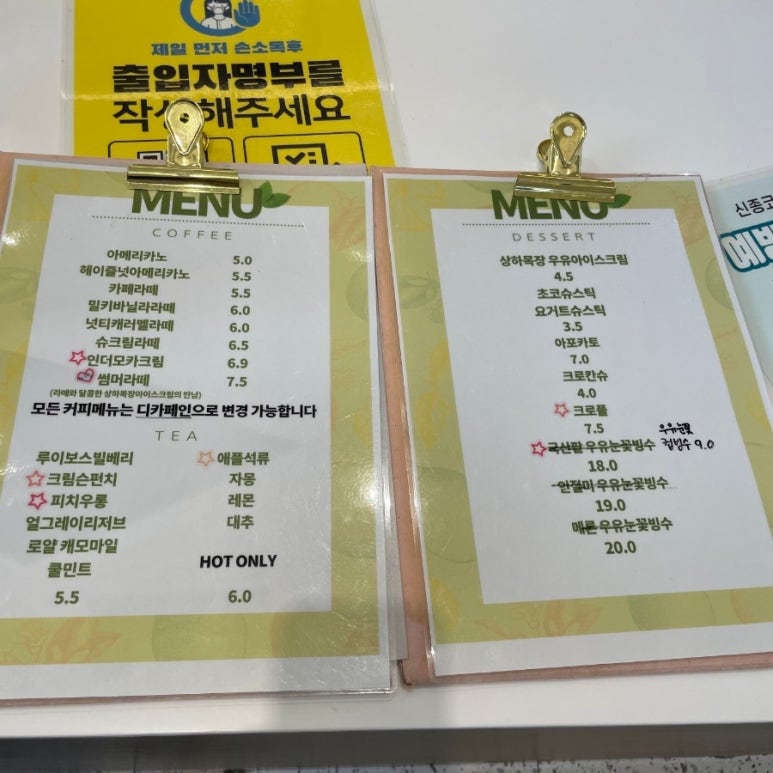 제일 먼저 손소독후
출입자명부를
작성해주세요
MENU
COFFEE
아메리카노 5.0
헤이즐넛아메리카노 5.5
카페라떼 5.5
밀키바닐라라떼 6.0
넛티캐러멜라떼 6.0
슈크림라떼 6.5
인더모카크림 6.9
썸머라떼 7.5
(라떼와 달콤한 상하목장아이스크림의 만남)
모든 커피메뉴는 디카페인으로 변경 가능합니다
TEA
루이보스빌베리
크림슨펀치
피치우롱
얼그레이리저브
로얄 캐모마일
쿨민트
5.5
애플석류
자몽
레몬
대추
HOT ONLY
6.0
MENU
DESSERT
상하목장 우유아이스크림
4.5
초코슈스틱
요거트슈스틱
3.5
아포카토
7.0
크로칸슈
4.0
크로플
7.5
우유눈꽃
컵빙수 9.0
국산팥 우유눈꽃빙수
18.0
인절미 우유눈꽃빙수
19.0
메론 우유눈꽃빙수
20.0
신종코
예방